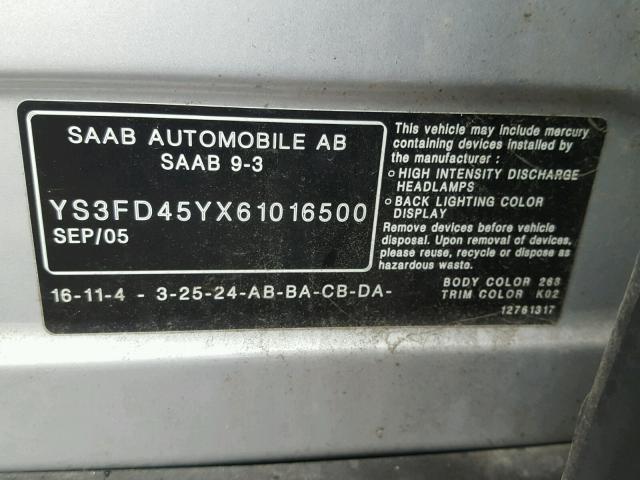 SAAB AUTOMOBILE AB
SAAB 9-3
YS3FD45YX61016500
SEP/05
16-11-4 - 3-25-24-AB-BA-CB-DA-
This vehicle may include mercury
containing devices installed by
the manufacturer :
o HIGH INTENSITY DISCHARGE
HEADLAMPS
o BACK LIGHTING COLOR
DISPLAY
Remove devices before vehicle
disposal. Upon removal of devices,
please reuse, recycle or dispose as
hazardous waste.
BODY COLOR 268
TRIM COLOR K02
12761317